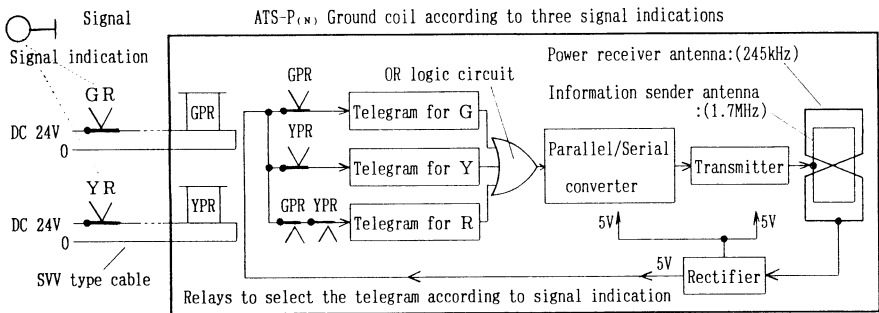 ATS-P(N) Ground coil according to three signal indications
Signal
Signal indication
GR
DC 24V
0
GPR
YR
DC 24V
0
YPR
SVV type cable
GPR
Telegram for G
YPR
Telegram for Y
GPR YPR
Telegram for R
OR logic circuit
Parallel/Serial
converter
Transmitter
Power receiver antenna:(245kHz)
Information sender antenna
:(1.7MHz)
5V
5V
5V
Rectifier
Relays to select the telegram according to signal indication